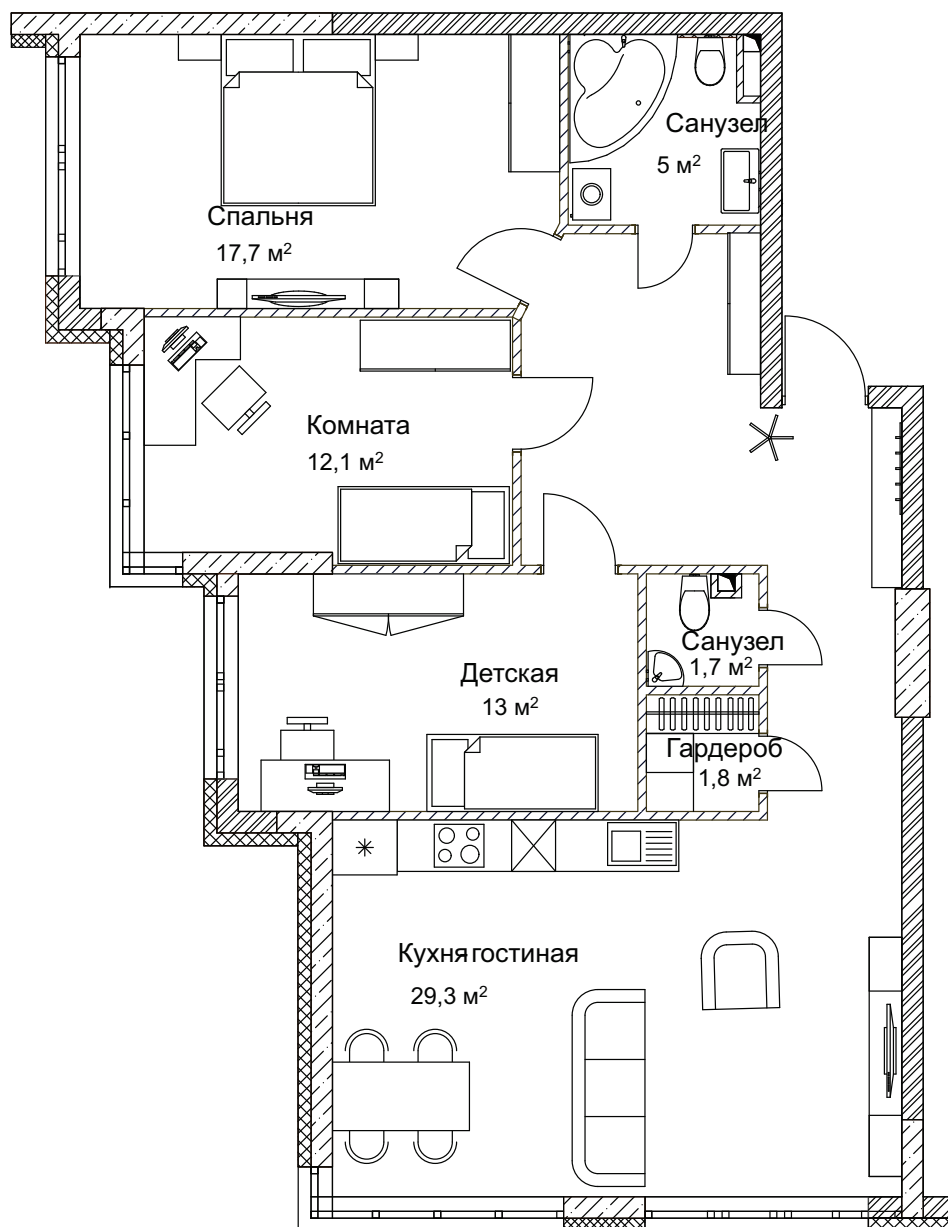 Санузел
5 м²
Спальня
17,7 м²
Комната
12,1 м²
Санузел
1,7 м²
Детская
13 м²
Гардероб
1,8 м²
Кухня гостиная
29,3 м²